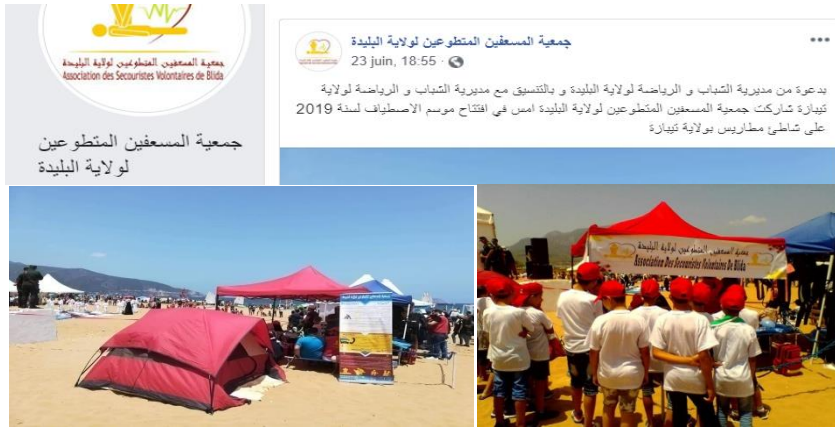 جمعية المسعفين المتطوعين لولاية البليدة
Association des Secouristes Volontaires de Blida
جمعية المسعفين المتطوعين
لولاية البليدة
جمعية المسعفين المتطوعين لولاية البليدة
23 juin, 18:55
بدعوة من مديرية الشباب و الرياضة لولاية البليدة و بالتنسيق مع مديرية الشباب و الرياضة لولاية
تيبازة شاركت جمعية المسعفين المتطوعين لولاية البليدة امس في افتتاح موسم الاصطياف لسنة 2019
على شاطئ مطاريس بولاية تيبازة
جمعية المسعفين المتطوعين لولاية البليدة
Association Des Secouristes Volontaires De Blida